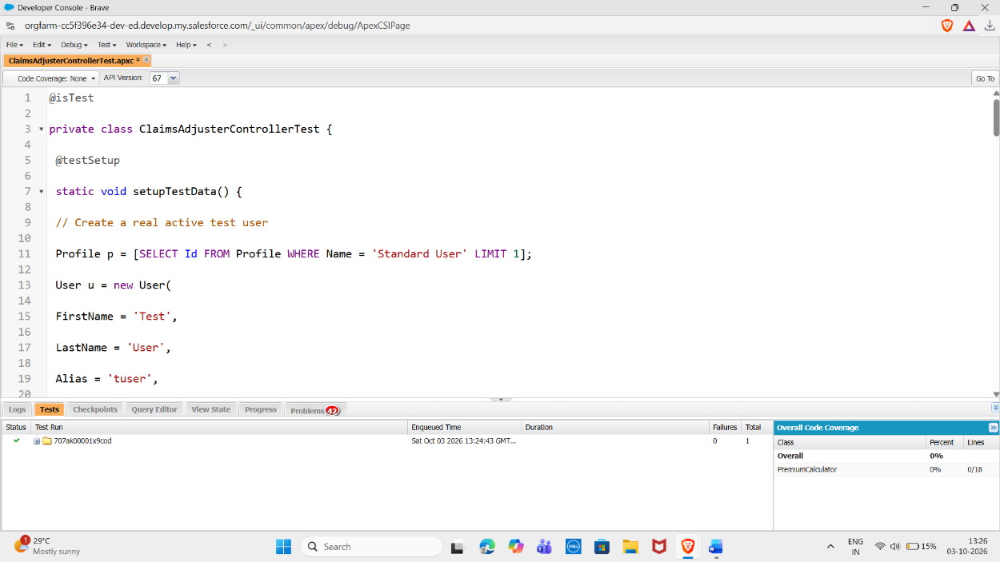 Developer Console - Brave
orgfarm-cc5f396e34-dev-ed.develop.my.salesforce.com/_ui/common/apex/debug/ApexCSIPage
File Edit Debug Test Workspace Help < >
ClaimsAdjusterControllerTest.apxc *
Code Coverage: None API Version: 67 Go To
1 @isTest
2
3 private class ClaimsAdjusterControllerTest {
4
5 @testSetup
6
7 static void setupTestData() {
8
9 // Create a real active test user
10
11 Profile p = [SELECT Id FROM Profile WHERE Name = 'Standard User' LIMIT 1];
12
13 User u = new User(
14
15 FirstName = 'Test',
16
17 LastName = 'User',
18
19 Alias = 'tuser',
20
Logs Tests Checkpoints Query Editor View State Progress Problems 42
Status Test Run Enqueued Time Duration Failures Total
707ak00001x9cod Sat Oct 03 2026 13:24:43 GMT... 0 1
Overall Code Coverage
Class Percent Lines
Overall 0%
PremiumCalculator 0% 0/18
1
29°C
Mostly sunny
Search
DELL
ENG
IN
15%
13:26
03-10-2026